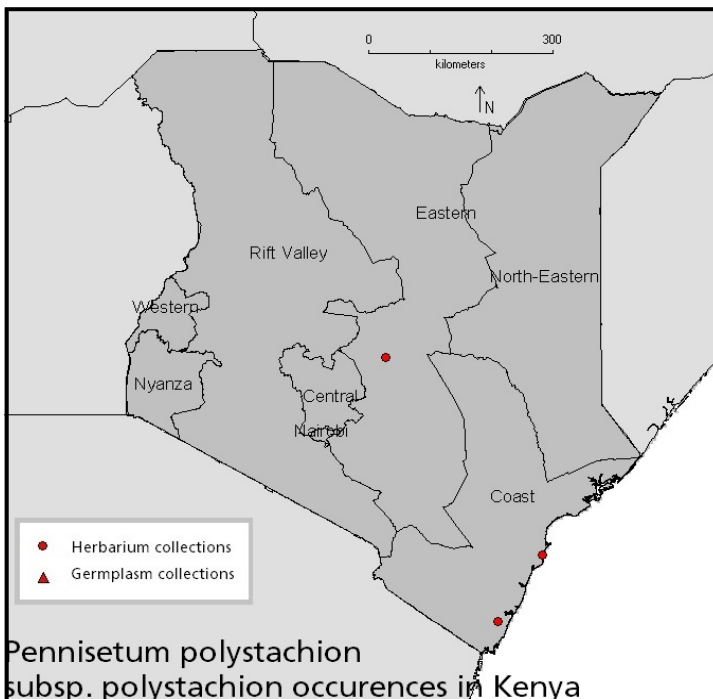 0 300
kilometers
N
Eastern
Rift Valley
North-Eastern
Western
Nyanza
Central
Nairobi
Coast
Herbarium collections
Germplasm collections
Pennisetum polystachion
subsp. polystachion occurences in Kenya